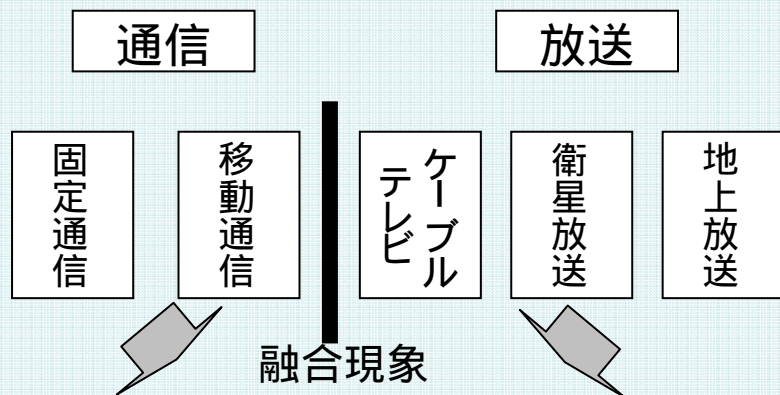 通信
放送
固定通信
移動通信
ケーブル
テレビ
衛星放送
地上放送
融合現象